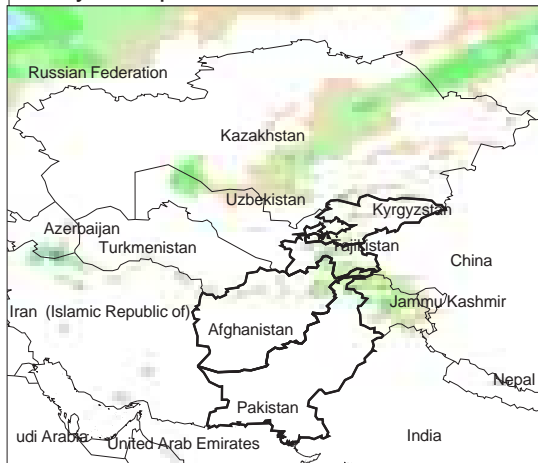 Russian Federation
Kazakhstan
Uzbekistan
Kyrgyzstan
Azerbaijan
Turkmenistan
Tajikistan
China
Iran (Islamic Republic of)
Jammu Kashmir
Afghanistan
Nepal
Pakistan
udi Arabia
United Arab Emirates
India